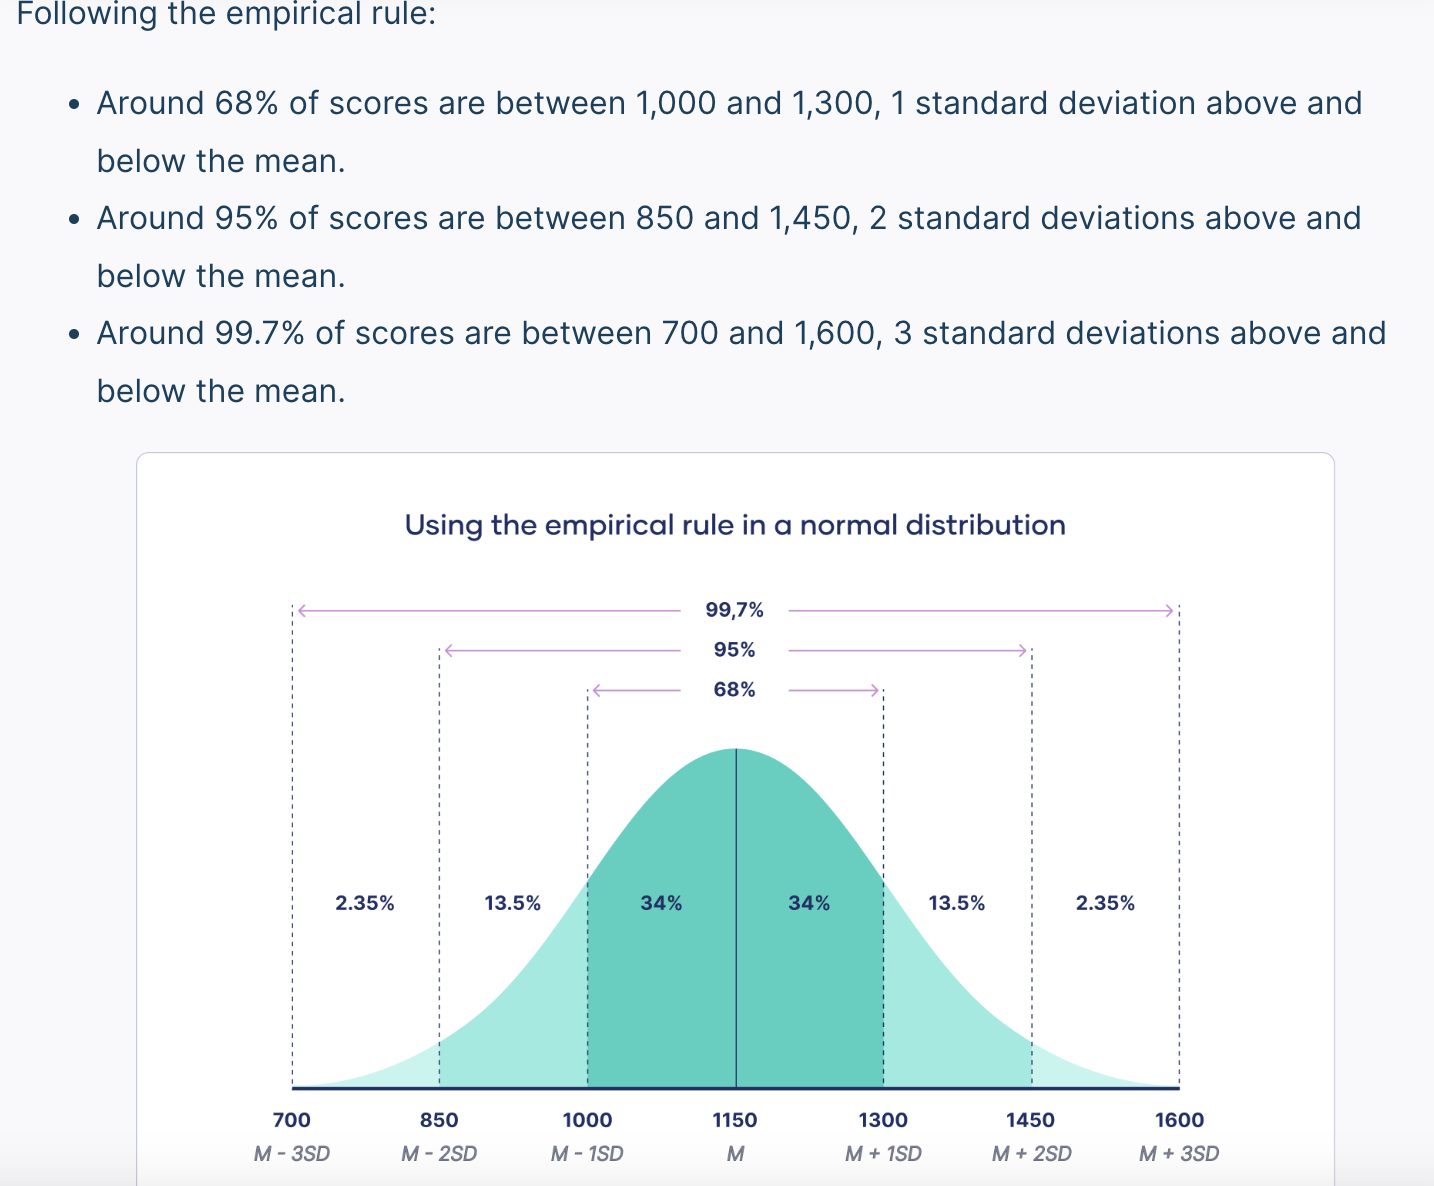 Following the empirical rule:
• Around 68% of scores are between 1,000 and 1,300, 1 standard deviation above and
below the mean.
• Around 95% of scores are between 850 and 1,450, 2 standard deviations above and
below the mean.
• Around 99.7% of scores are between 700 and 1,600, 3 standard deviations above and
below the mean.
Using the empirical rule in a normal distribution
99,7%
95%
68%
2.35% 13.5% 34% 34% 13.5% 2.35%
700 850 1000 1150 1300 1450 1600
M - 3SD M - 2SD M - 1SD M M + 1SD M + 2SD M + 3SD